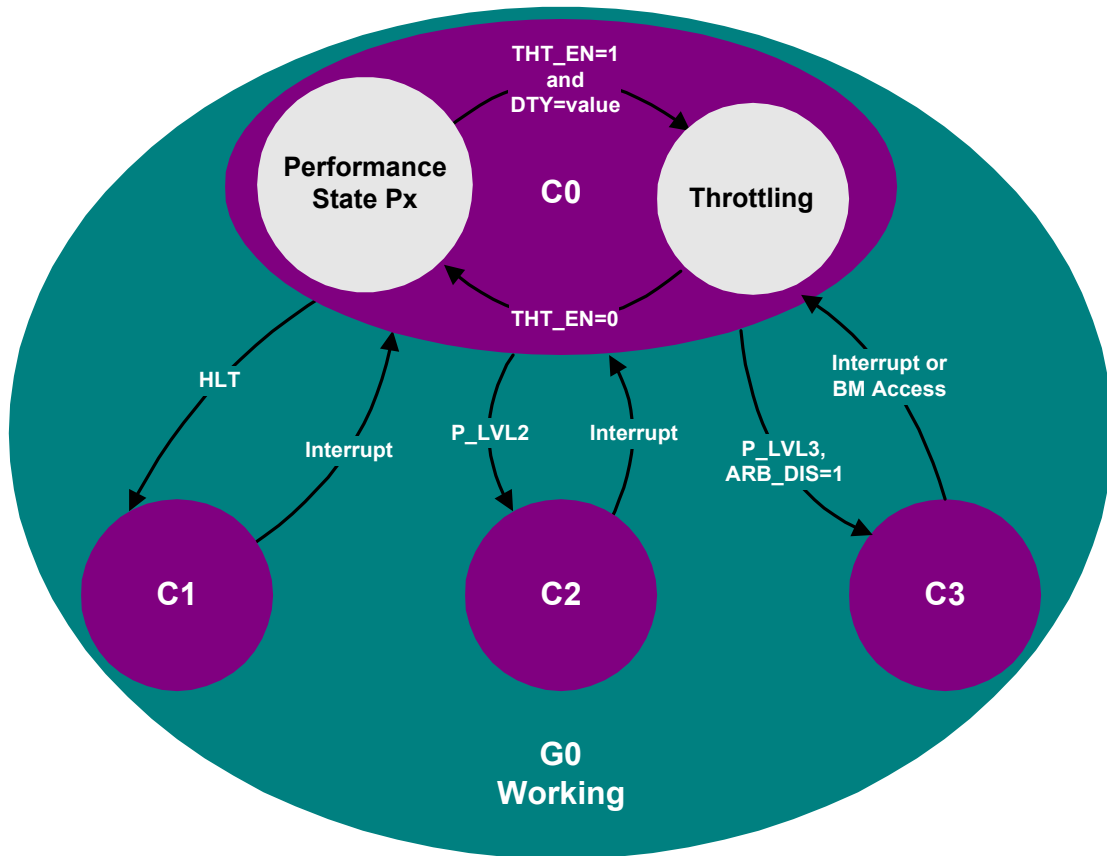 THT_EN=1
and
DTY=value
Performance
State Px
C0
Throttling
THT_EN=0
HLT
Interrupt
P_LVL2
Interrupt
P_LVL3,
ARB_DIS=1
Interrupt or
BM Access
C1
C2
C3
G0
Working